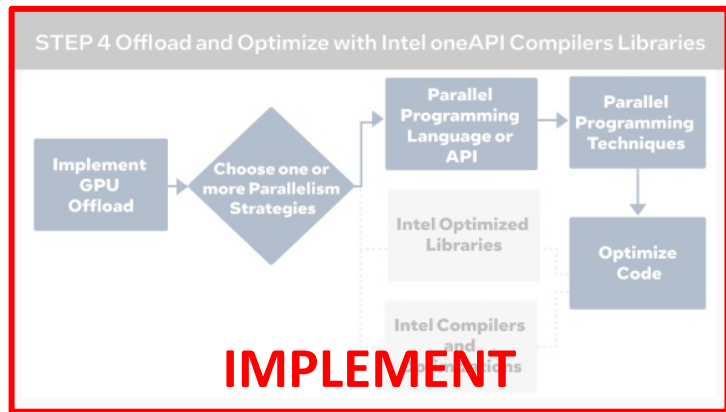 STEP 4 Offload and Optimize with Intel oneAPI Compilers Libraries
Implement
GPU
Offload
Choose one or
more Parallelism
Strategies
Parallel
Programming
Language or
API
Parallel
Programming
Techniques
Intel Optimized
Libraries
Optimize
Code
Intel Compilers
and
Optimizations
IMPLEMENT